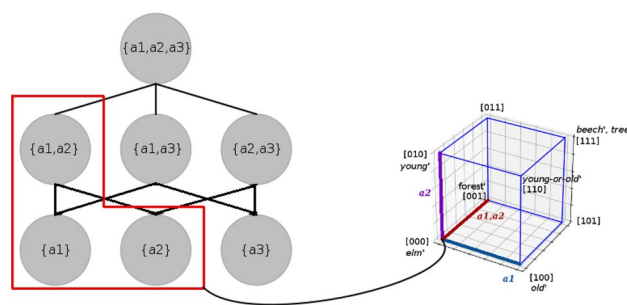 {a1,a2,a3}
{a1,a2}
{a1,a3}
{a2,a3}
{a1}
{a2}
{a3}
[011]
beech', tree
[111]
[010]
young'
young-or-old'
[110]
forest'
[001]
a2
a1,a2
[101]
[000]
elm'
[100]
old'
a1